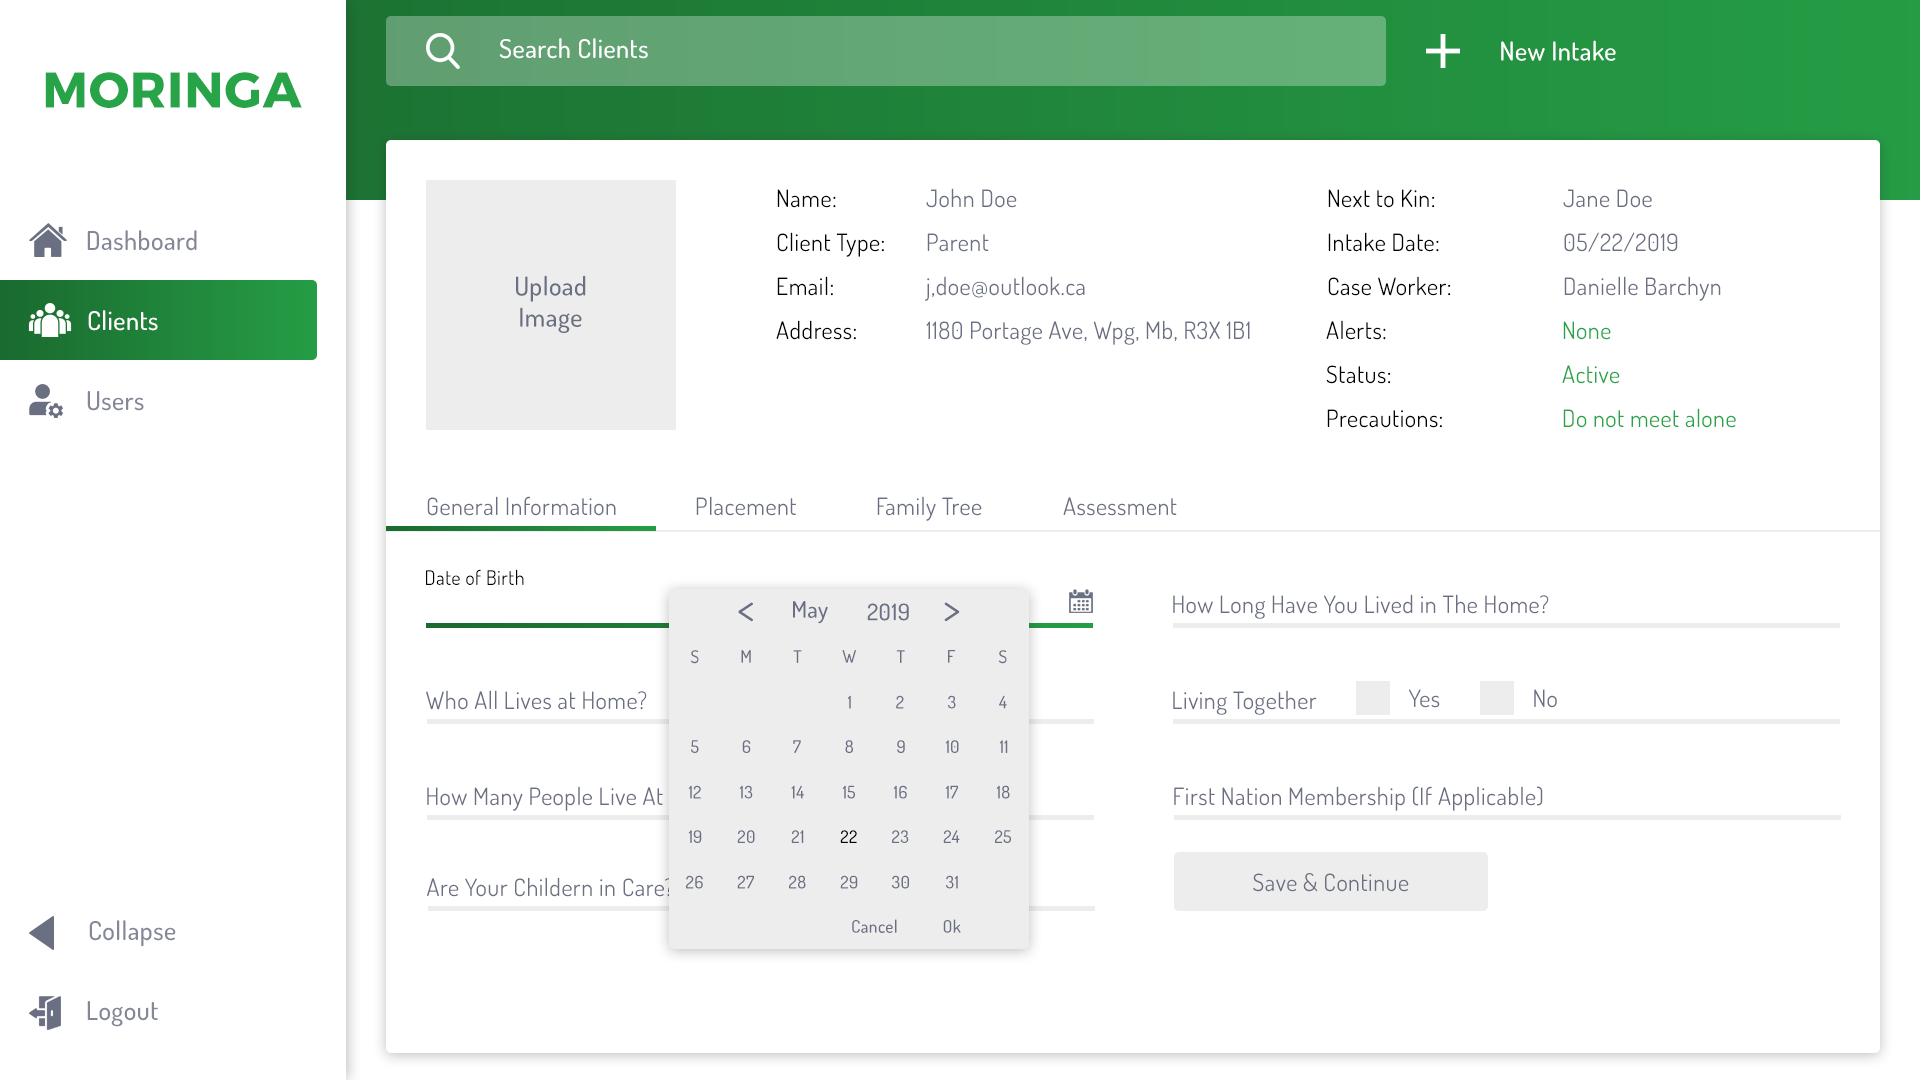 MORINGA
Dashboard
Clients
Users
Collapse
Logout
Search Clients
New Intake
Upload
Image
Name: John Doe
Client Type: Parent
Email: j,doe@outlook.ca
Address: 1180 Portage Ave, Wpg, Mb, R3X 1B1
Next to Kin: Jane Doe
Intake Date: 05/22/2019
Case Worker: Danielle Barchyn
Alerts: None
Status: Active
Precautions: Do not meet alone
General Information Placement Family Tree Assessment
Date of Birth
Who All Lives at Home?
How Many People Live At
Are Your Childern in Care?
< May 2019 >
S M T W T F S
1 2 3 4
5 6 7 8 9 10 11
12 13 14 15 16 17 18
19 20 21 22 23 24 25
26 27 28 29 30 31
Cancel Ok
How Long Have You Lived in The Home?
Living Together Yes No
First Nation Membership (If Applicable)
Save & Continue